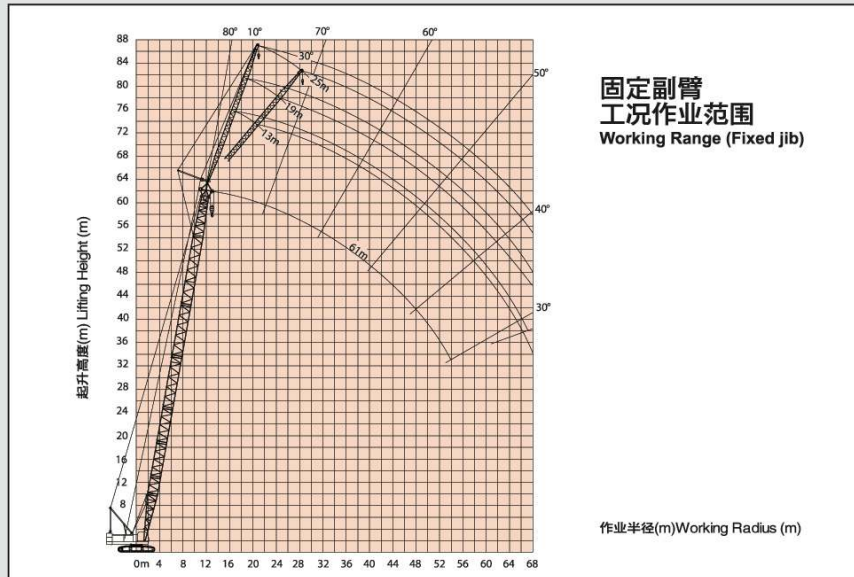 固定副臂
工况作业范围
Working Range (Fixed jib)
80° 10° 70° 60°
30°
50°
40°
30°
25m
19m
13m
61m
起升高度(m) Lifting Height (m)
88
84
80
76
72
68
64
60
56
52
48
44
40
36
32
28
24
20
16
12
8
0m 4 8 12 16 20 24 28 32 36 40 44 48 52 56 60 64 68
作业半径(m)Working Radius (m)